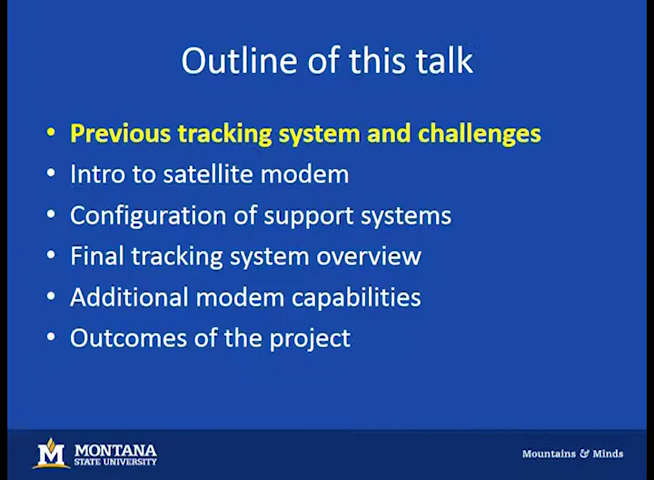 Outline of this talk
• Previous tracking system and challenges
• Intro to satellite modem
• Configuration of support systems
• Final tracking system overview
• Additional modem capabilities
• Outcomes of the project
M MONTANA
STATE UNIVERSITY
Mountains & Minds